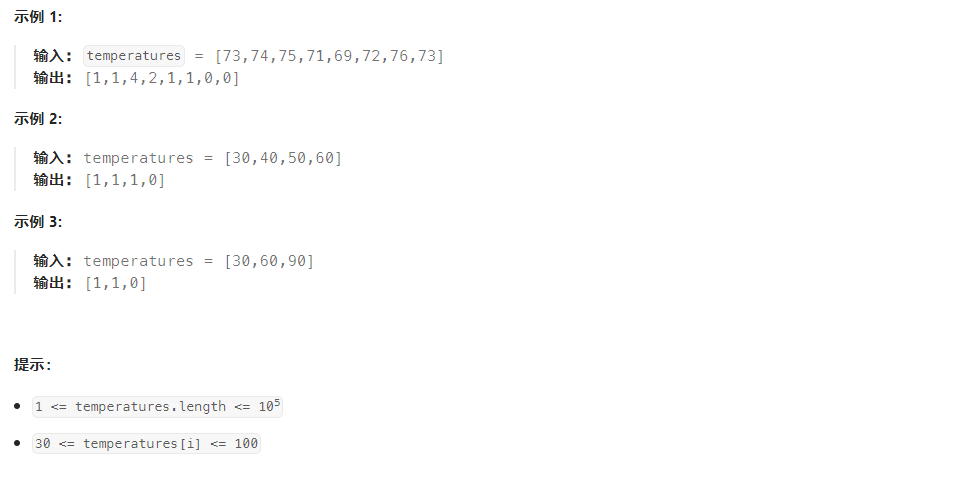 示例 1:
输入: temperatures = [73,74,75,71,69,72,76,73]
输出: [1,1,4,2,1,1,0,0]
示例 2:
输入: temperatures = [30,40,50,60]
输出: [1,1,1,0]
示例 3:
输入: temperatures = [30,60,90]
输出: [1,1,0]
提示：
• 1 <= temperatures.length <= 10⁵
• 30 <= temperatures[i] <= 100